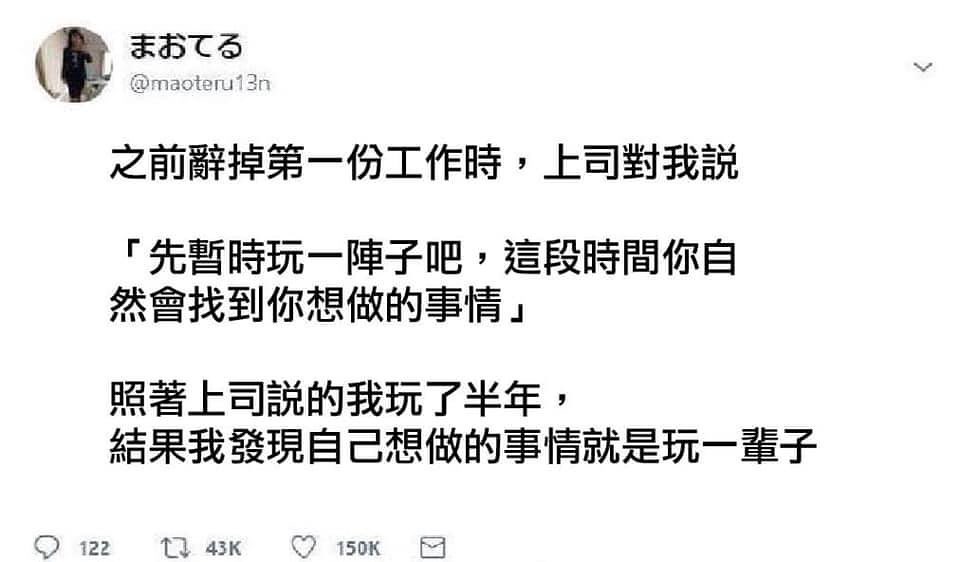 まおてる
@maoteru13n
之前辭掉第一份工作時，上司對我説
「先暫時玩一陣子吧，這段時間你自
然會找到你想做的事情」
照著上司説的我玩了半年，
結果我發現自己想做的事情就是玩一輩子
122 43K 150K